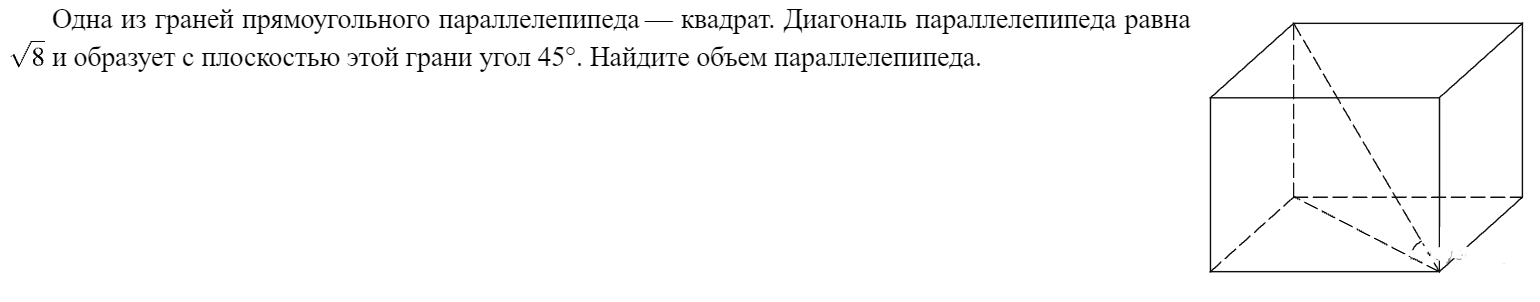 Одна из граней прямоугольного параллелепипеда — квадрат. Диагональ параллелепипеда равна
√8 и образует с плоскостью этой грани угол 45°. Найдите объем параллелепипеда.